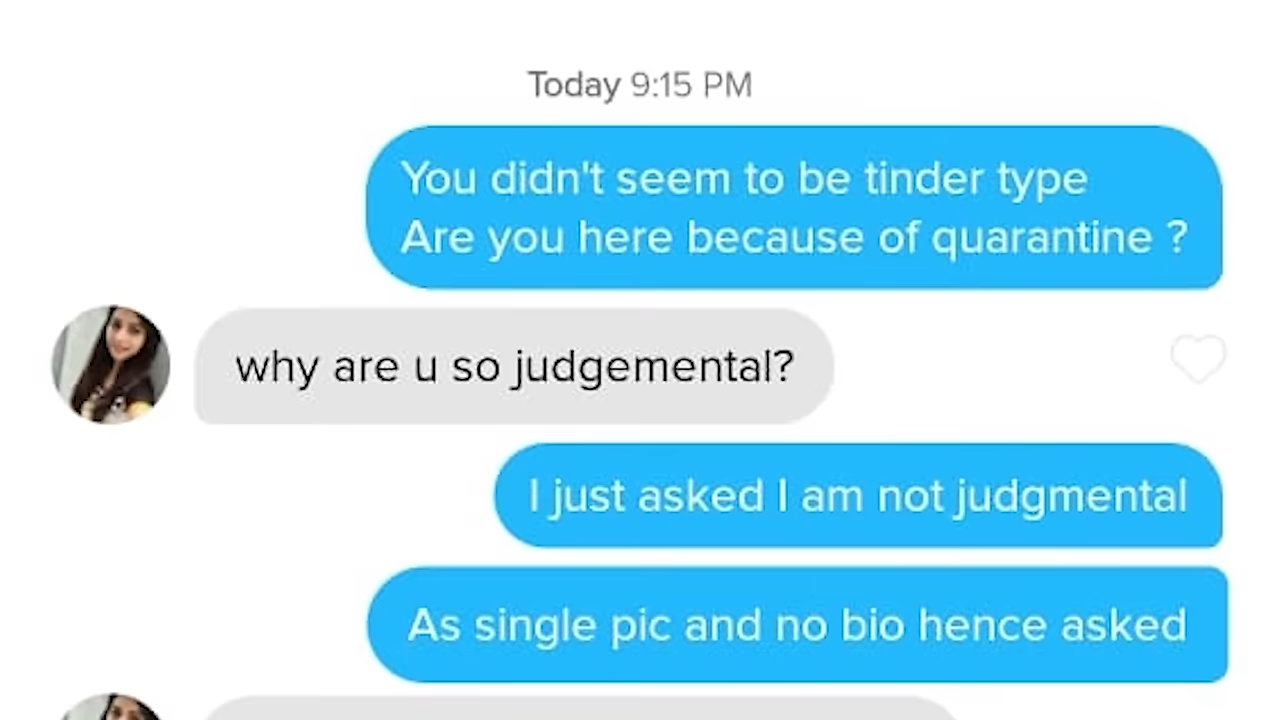 Today 9:15 PM
You didn't seem to be tinder type
Are you here because of quarantine ?
why are u so judgemental?
I just asked I am not judgmental
As single pic and no bio hence asked